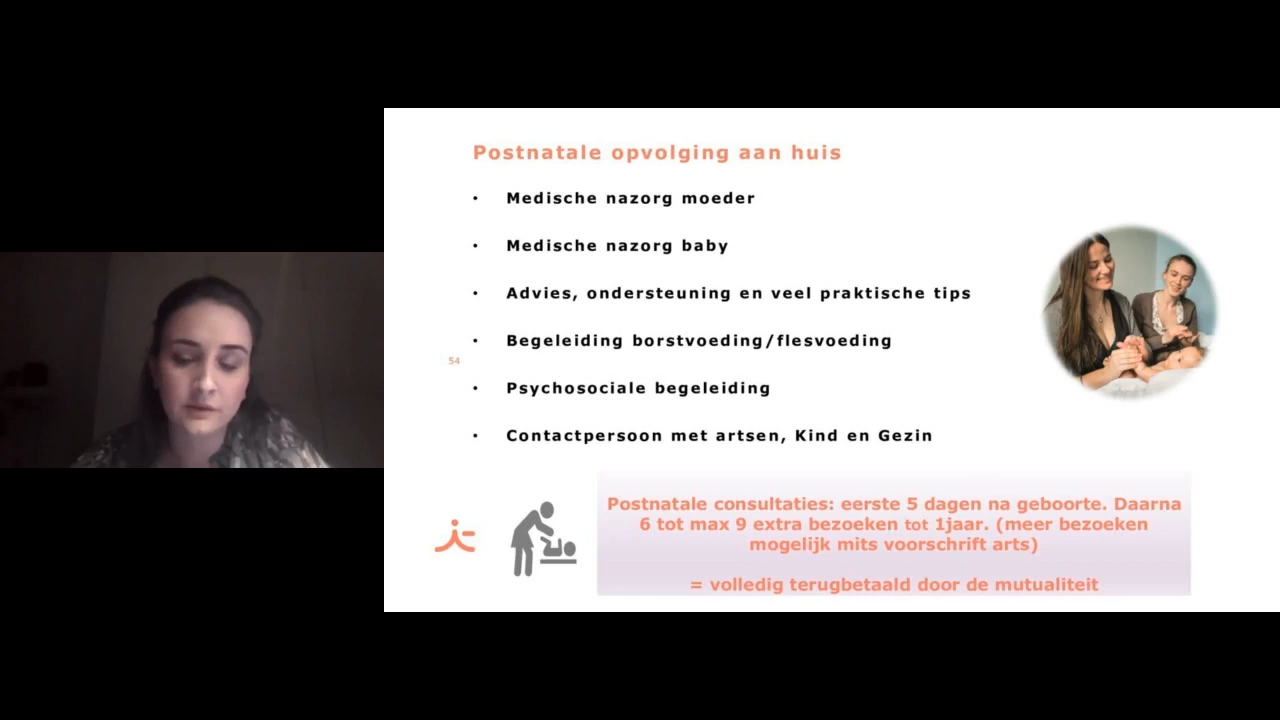 Postnatale opvolging aan huis
• Medische nazorg moeder
• Medische nazorg baby
• Advies, ondersteuning en veel praktische tips
• Begeleiding borstvoeding/flesvoeding
54
• Psychosociale begeleiding
• Contactpersoon met artsen, Kind en Gezin
Postnatale consultaties: eerste 5 dagen na geboorte. Daarna
6 tot max 9 extra bezoeken tot 1jaar. (meer bezoeken
mogelijk mits voorschrift arts)
= volledig terugbetaald door de mutualiteit